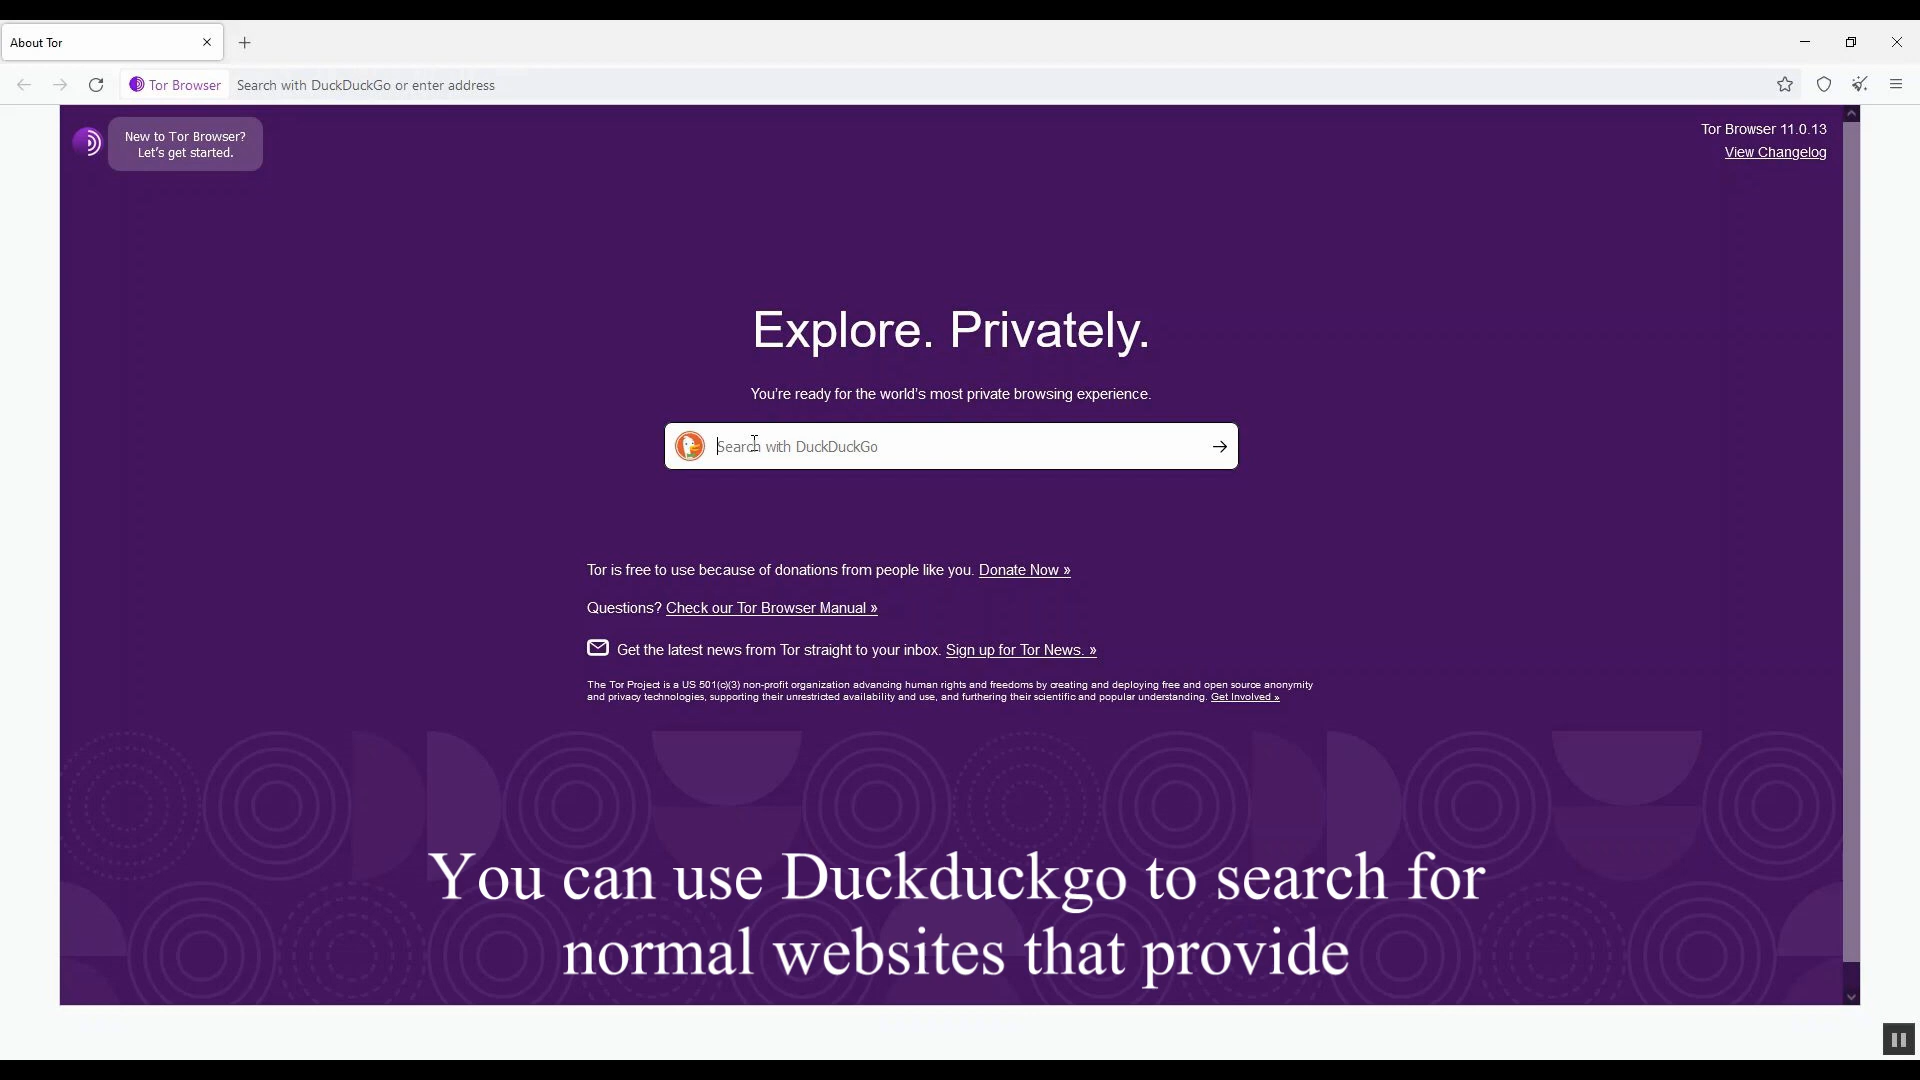 About Tor
Tor Browser Search with DuckDuckGo or enter address
New to Tor Browser?
Let's get started.
Tor Browser 11.0.13
View Changelog
Explore. Privately.
You're ready for the world's most private browsing experience.
Search with DuckDuckGo
Tor is free to use because of donations from people like you. Donate Now »
Questions? Check our Tor Browser Manual »
Get the latest news from Tor straight to your inbox. Sign up for Tor News. »
The Tor Project is a US 501(c)(3) non-profit organization advancing human rights and freedoms by creating and deploying free and open source anonymity
and privacy technologies, supporting their unrestricted availability and use, and furthering their scientific and popular understanding. Get Involved »
You can use Duckduckgo to search for
normal websites that provide